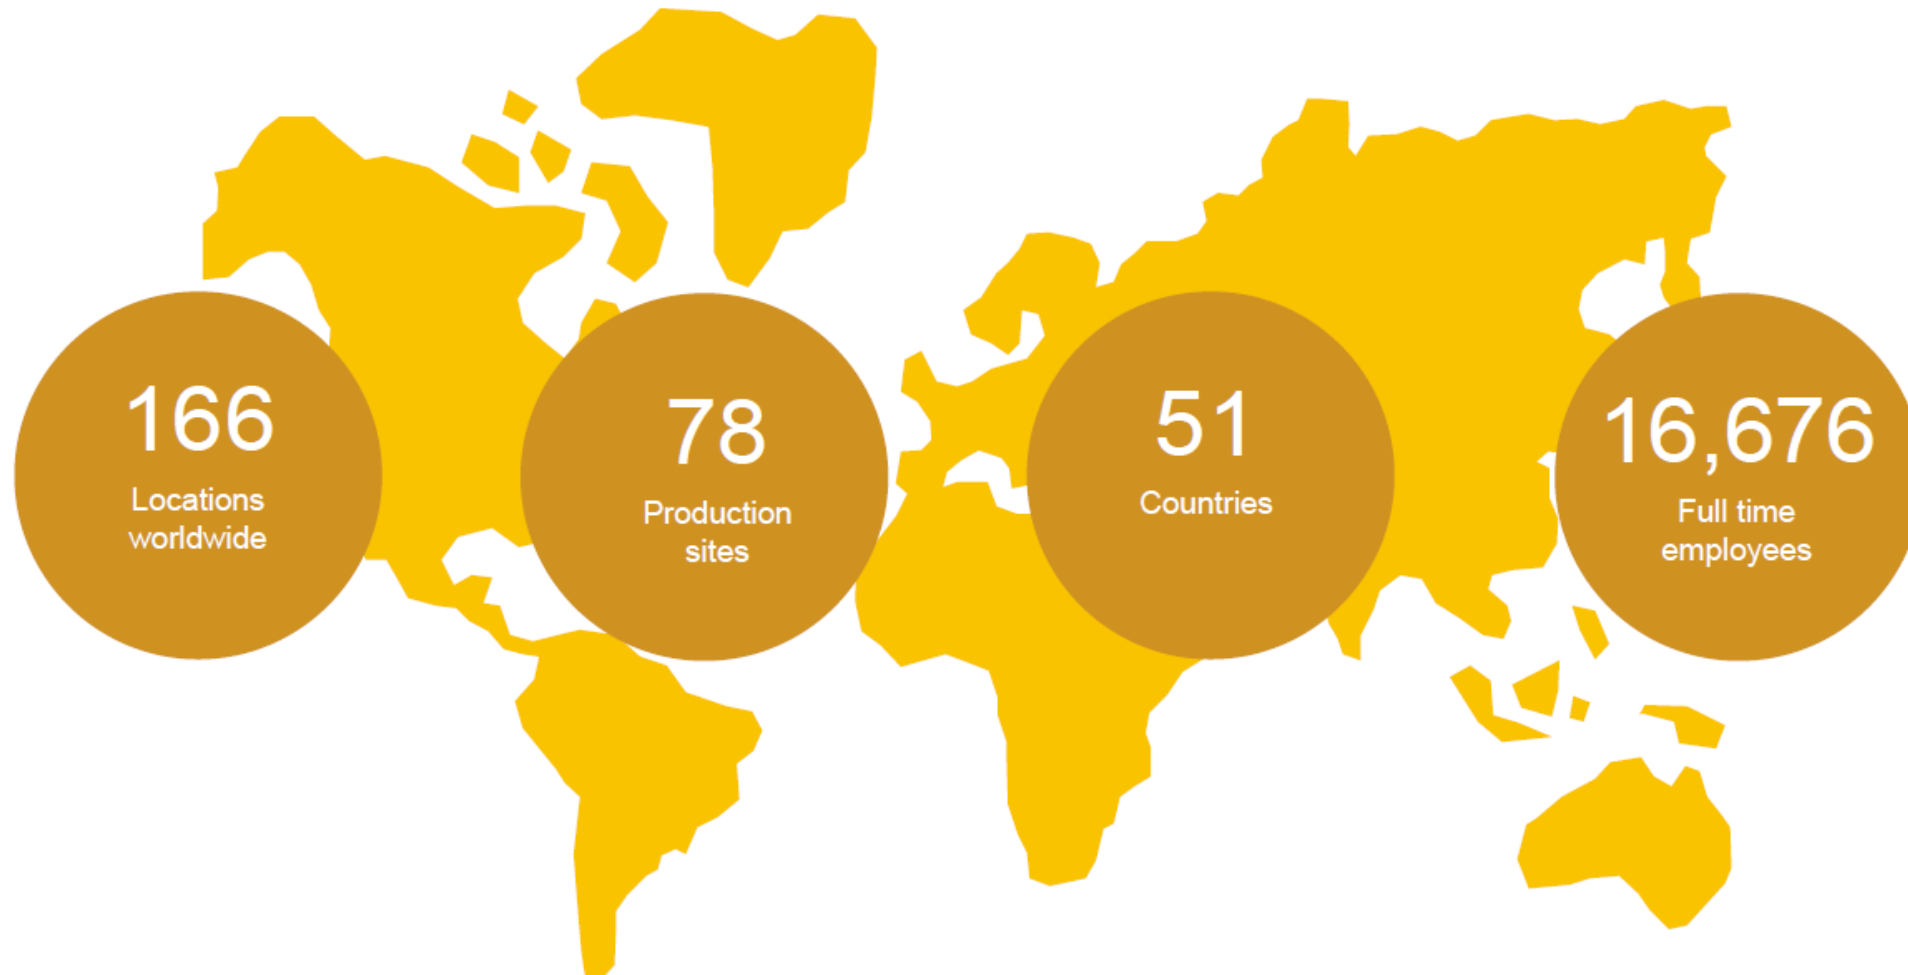 166
Locations
worldwide
78
Production
sites
51
Countries
16,676
Full time
employees